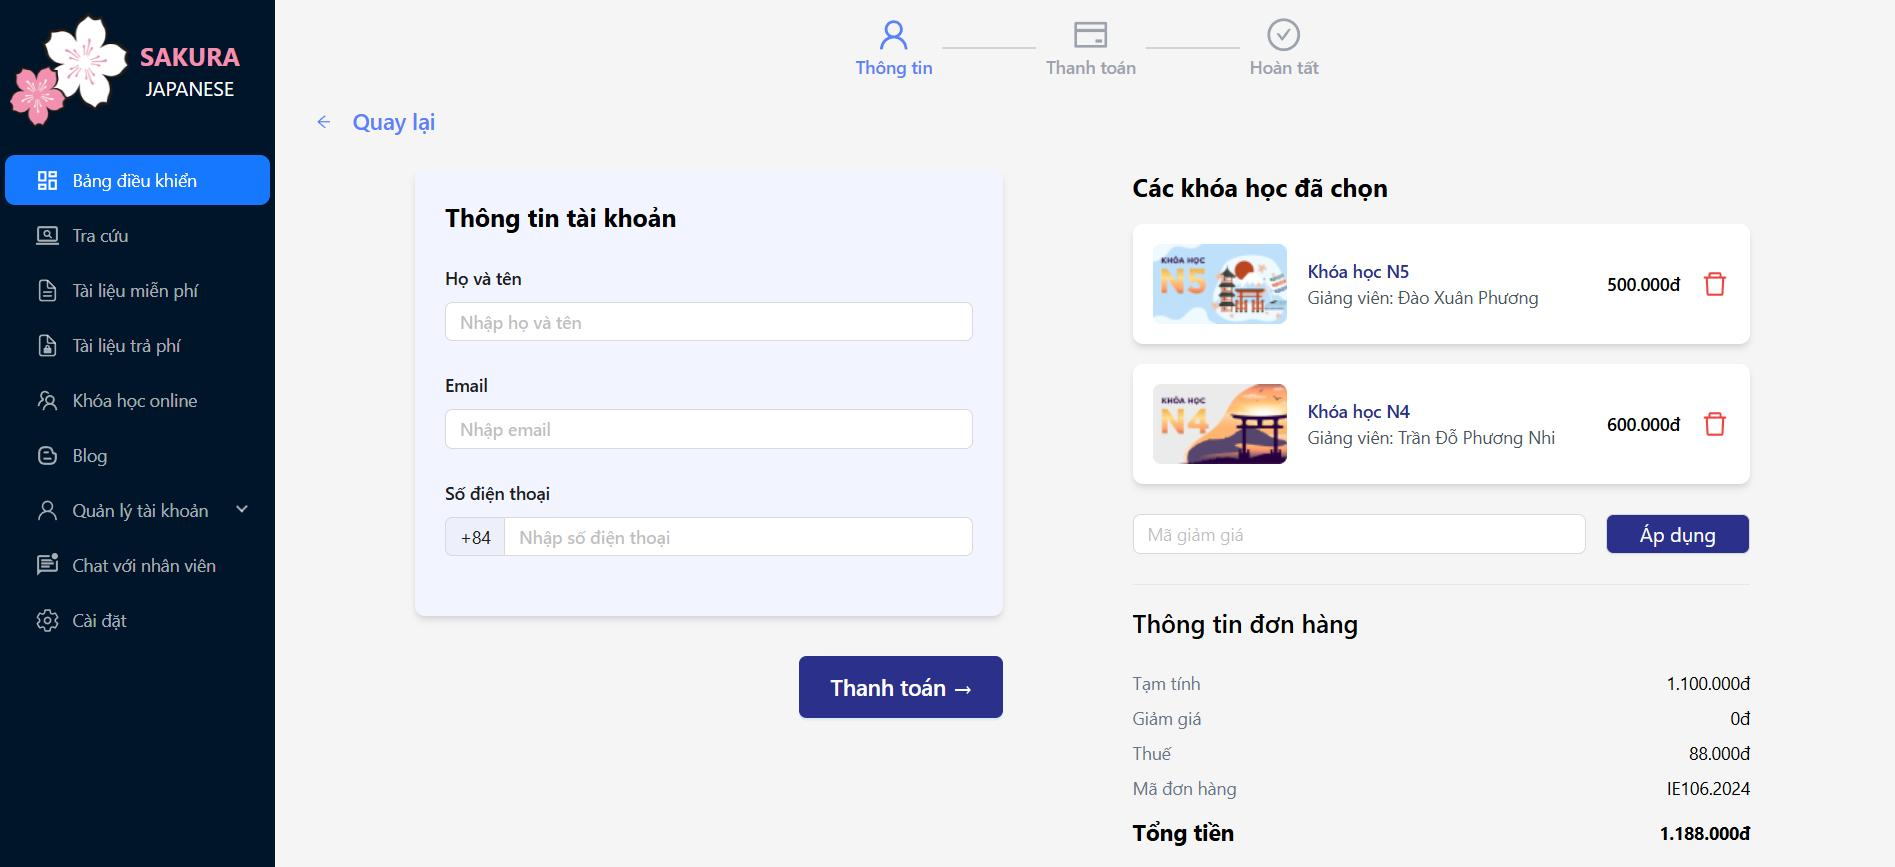 SAKURA
JAPANESE
Bảng điều khiển
Tra cứu
Tài liệu miễn phí
Tài liệu trả phí
Khóa học online
Blog
Quản lý tài khoản
Chat với nhân viên
Cài đặt
Thông tin
Thanh toán
Hoàn tất
← Quay lại
Thông tin tài khoản
Họ và tên
Nhập họ và tên
Email
Nhập email
Số điện thoại
+84 Nhập số điện thoại
Thanh toán →
Các khóa học đã chọn
KHÓA HỌC
N5
Khóa học N5
Giảng viên: Đào Xuân Phương
500.000đ
KHÓA HỌC
N4
Khóa học N4
Giảng viên: Trần Đỗ Phương Nhi
600.000đ
Mã giảm giá
Áp dụng
Thông tin đơn hàng
Tạm tính 1.100.000đ
Giảm giá 0đ
Thuế 88.000đ
Mã đơn hàng IE106.2024
Tổng tiền 1.188.000đ